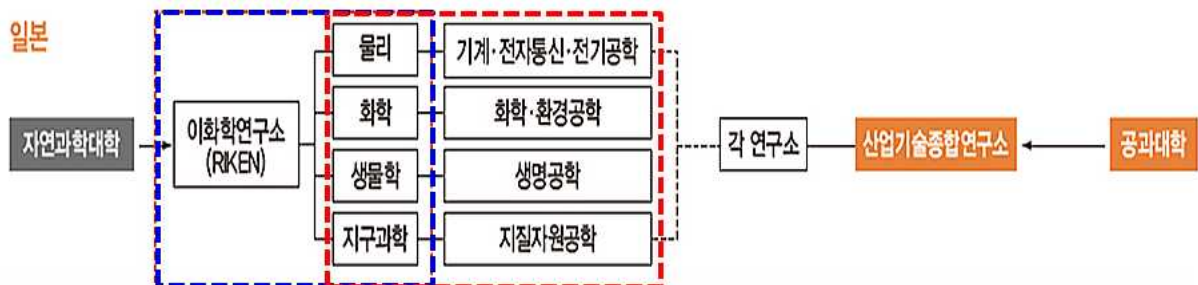 일본
자연과학대학
이화학연구소
(RIKEN)
물리
화학
생물학
지구과학
기계·전자통신·전기공학
화학·환경공학
생명공학
지질자원공학
각 연구소
산업기술종합연구소
공과대학